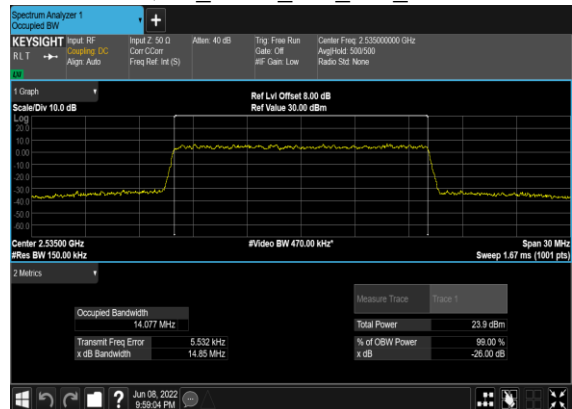 Spectrum Analyzer 1
Occupied BW
KEYSIGHT
Input: RF
Coupling: DC
Align: Auto
Input Z: 50 Ω
Corr CCorr
Freq Ref: Int (S)
Atten: 40 dB
Trig: Free Run
Gate: Off
#IF Gain: Low
Center Freq: 2.535000000 GHz
Avg|Hold: 500/500
Radio Std: None
RLT
1 Graph
Scale/Div 10.0 dB
Ref Lvl Offset 8.00 dB
Ref Value 30.00 dBm
Log
20.0
10.0
0.00
-10.0
-20.0
-30.0
-40.0
-50.0
-60.0
Center 2.53500 GHz
#Video BW 470.00 kHz*
Span 30 MHz
#Res BW 150.00 kHz
Sweep 1.67 ms (1001 pts)
2 Metrics
Measure Trace
Trace 1
Occupied Bandwidth
14.077 MHz
Total Power
23.9 dBm
Transmit Freq Error
5.532 kHz
% of OBW Power
99.00 %
x dB Bandwidth
14.85 MHz
x dB
-26.00 dB
Jun 08, 2022
9:59:04 PM